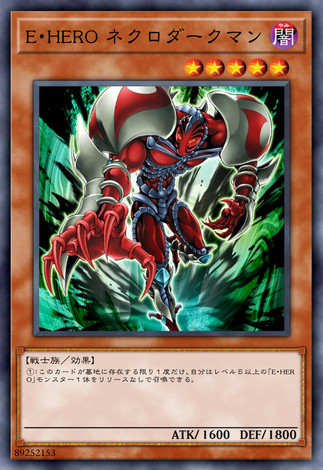 E・HERO ネクロダークマン
やみ
闇
【戦士族／効果】
①：このカードが墓地に存在する限り１度だけ、自分はレベル５以上の「E・HER
O」モンスター１体をリリースなしで召喚できる。
ATK/ 1600 DEF/1800
89252153